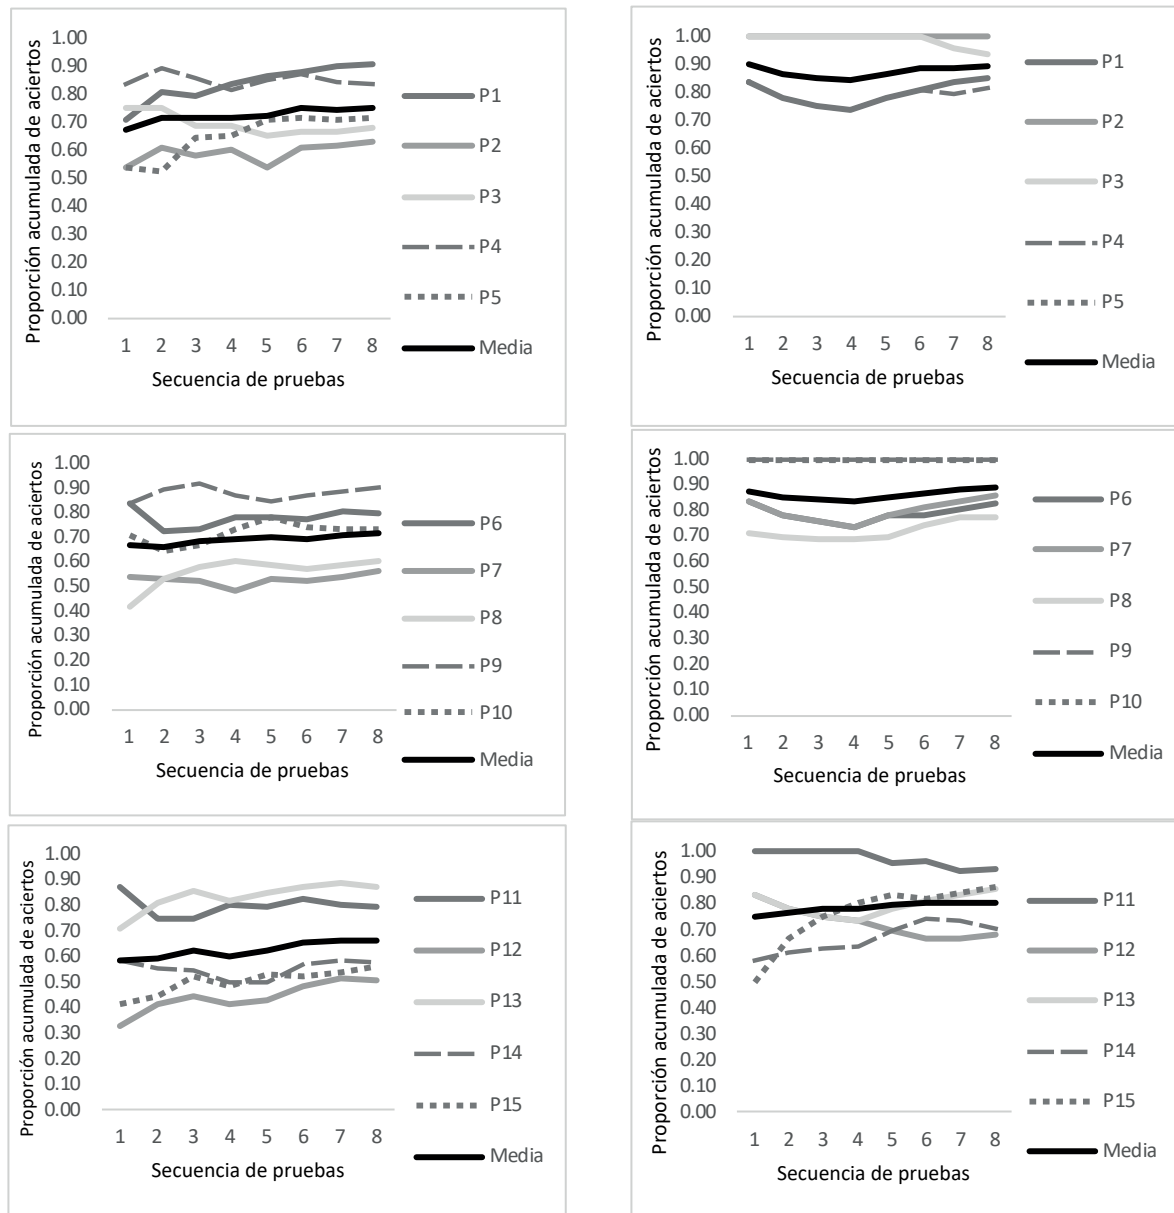 Proporción acumulada de aciertos
1.00
0.90
0.80
0.70
0.60
0.50
0.40
0.30
0.20
0.10
0.00
1 2 3 4 5 6 7 8
Secuencia de pruebas
P1
P2
P3
P4
P5
Media
Proporción acumulada de aciertos
1.00
0.90
0.80
0.70
0.60
0.50
0.40
0.30
0.20
0.10
0.00
1 2 3 4 5 6 7 8
Secuencia de pruebas
P1
P2
P3
P4
P5
Media
Proporción acumulada de aciertos
1.00
0.90
0.80
0.70
0.60
0.50
0.40
0.30
0.20
0.10
0.00
1 2 3 4 5 6 7 8
Secuencia de pruebas
P6
P7
P8
P9
P10
Media
Proporción acumulada de aciertos
1.00
0.90
0.80
0.70
0.60
0.50
0.40
0.30
0.20
0.10
0.00
1 2 3 4 5 6 7 8
Secuencia de pruebas
P6
P7
P8
P9
P10
Media
Proporción acumulada de aciertos
1.00
0.90
0.80
0.70
0.60
0.50
0.40
0.30
0.20
0.10
0.00
1 2 3 4 5 6 7 8
Secuencia de pruebas
P11
P12
P13
P14
P15
Media
Proporción acumulada de aciertos
1.00
0.90
0.80
0.70
0.60
0.50
0.40
0.30
0.20
0.10
0.00
1 2 3 4 5 6 7 8
Secuencia de pruebas
P11
P12
P13
P14
P15
Media